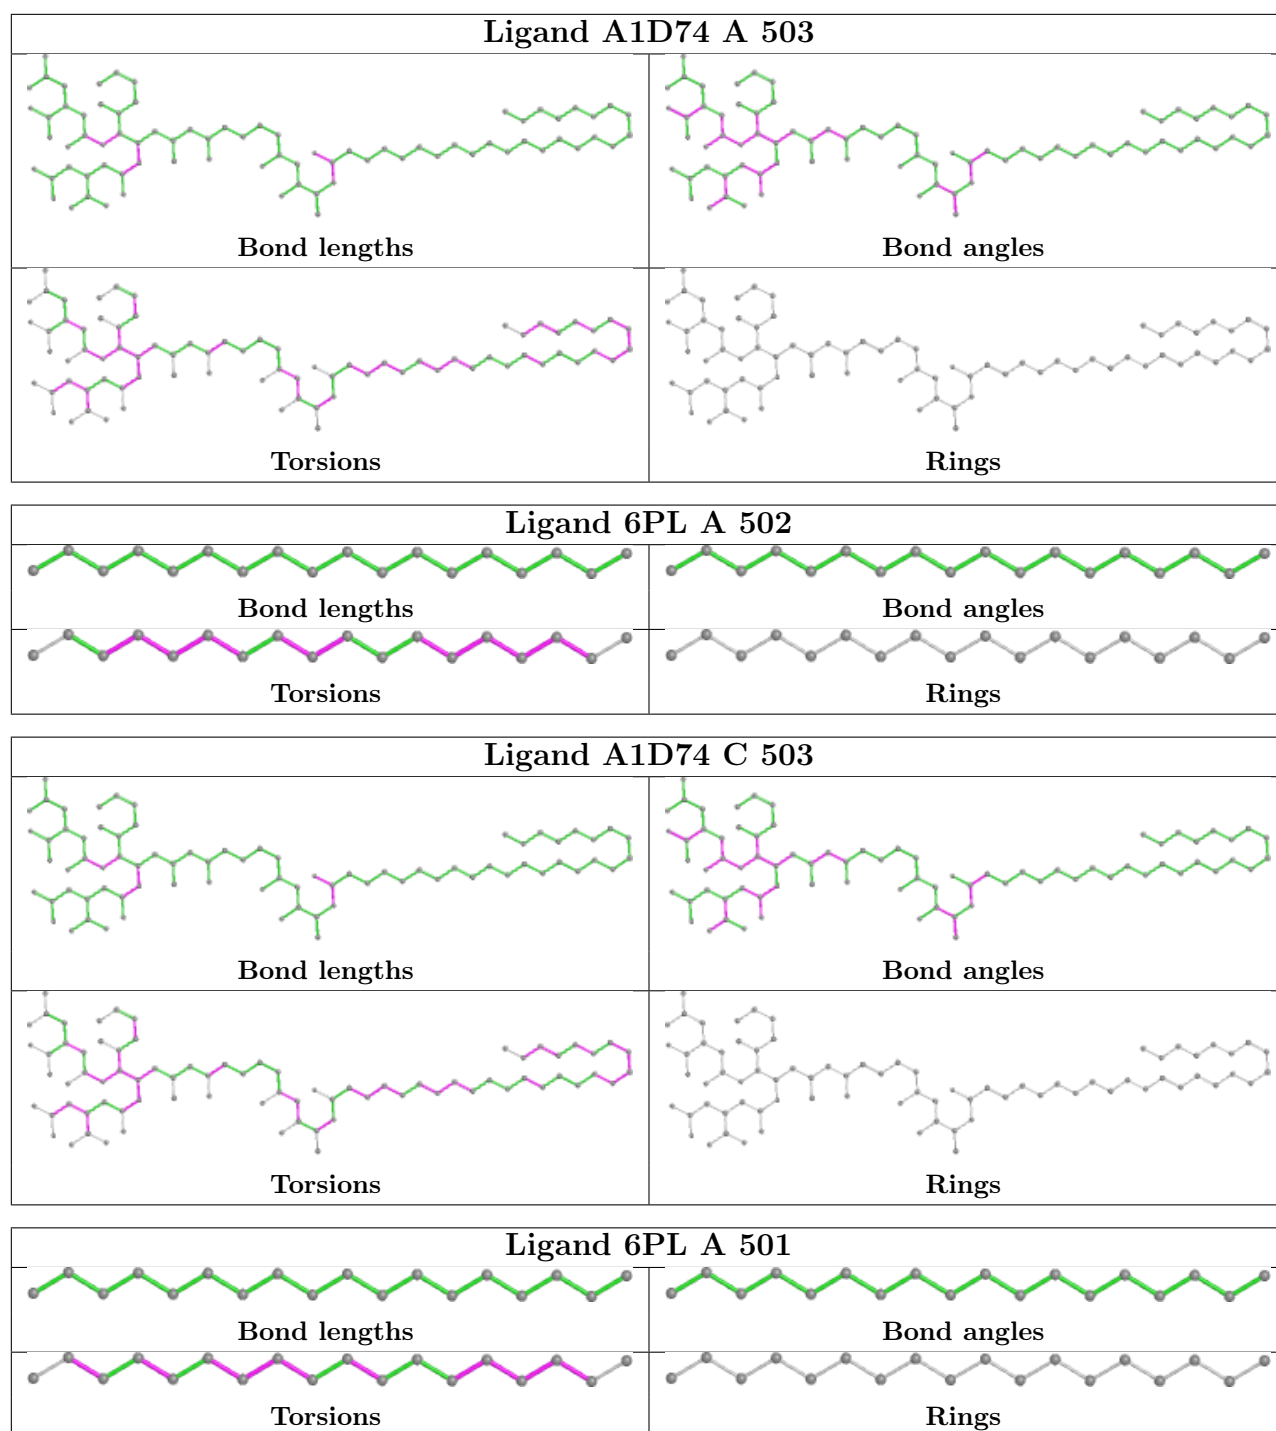 Ligand A1D74 A 503
Bond lengths
Bond angles
Torsions
Rings
Ligand 6PL A 502
Bond lengths
Bond angles
Torsions
Rings
Ligand A1D74 C 503
Bond lengths
Bond angles
Torsions
Rings
Ligand 6PL A 501
Bond lengths
Bond angles
Torsions
Rings